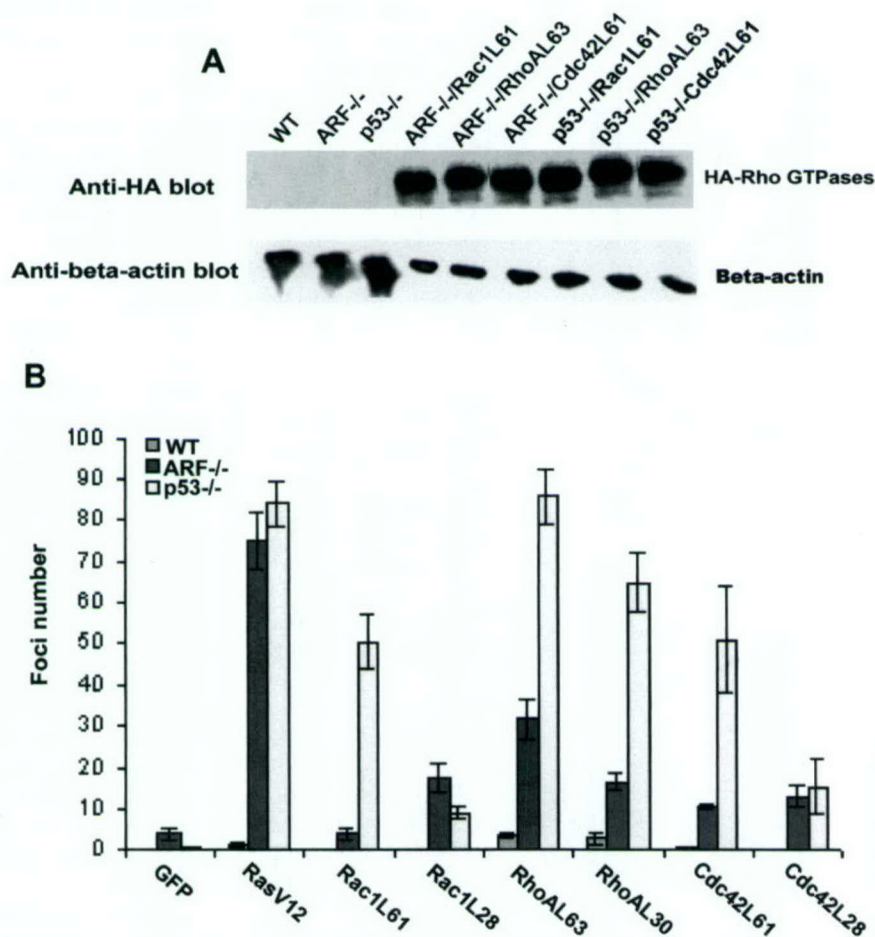 A
WT
ARF-/-
p53-/-
ARF-/-/Rac1L61
ARF-/-/RhoAL63
ARF-/-/Cdc42L61
p53-/-/Rac1L61
p53-/-/RhoAL63
p53-/-Cdc42L61
Anti-HA blot
HA-Rho GTPases
Anti-beta-actin blot
Beta-actin
B
WT
ARF-/-
p53-/-
Foci number
100
90
80
70
60
50
40
30
20
10
0
GFP
RasV12
Rac1L61
Rac1L28
RhoAL63
RhoAL30
Cdc42L61
Cdc42L28